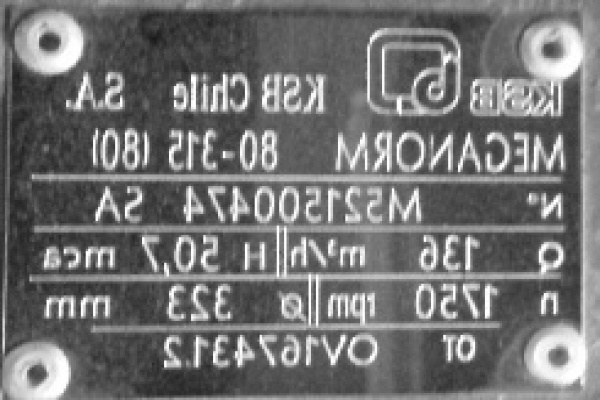 KSB KSB Chile S.A.
MEGANORM 80-315 (80)
Nº M521500474 SA
Q 136 m³/h H 50,7 mca
n 1750 rpm ø 323 mm
OT OV167431.2